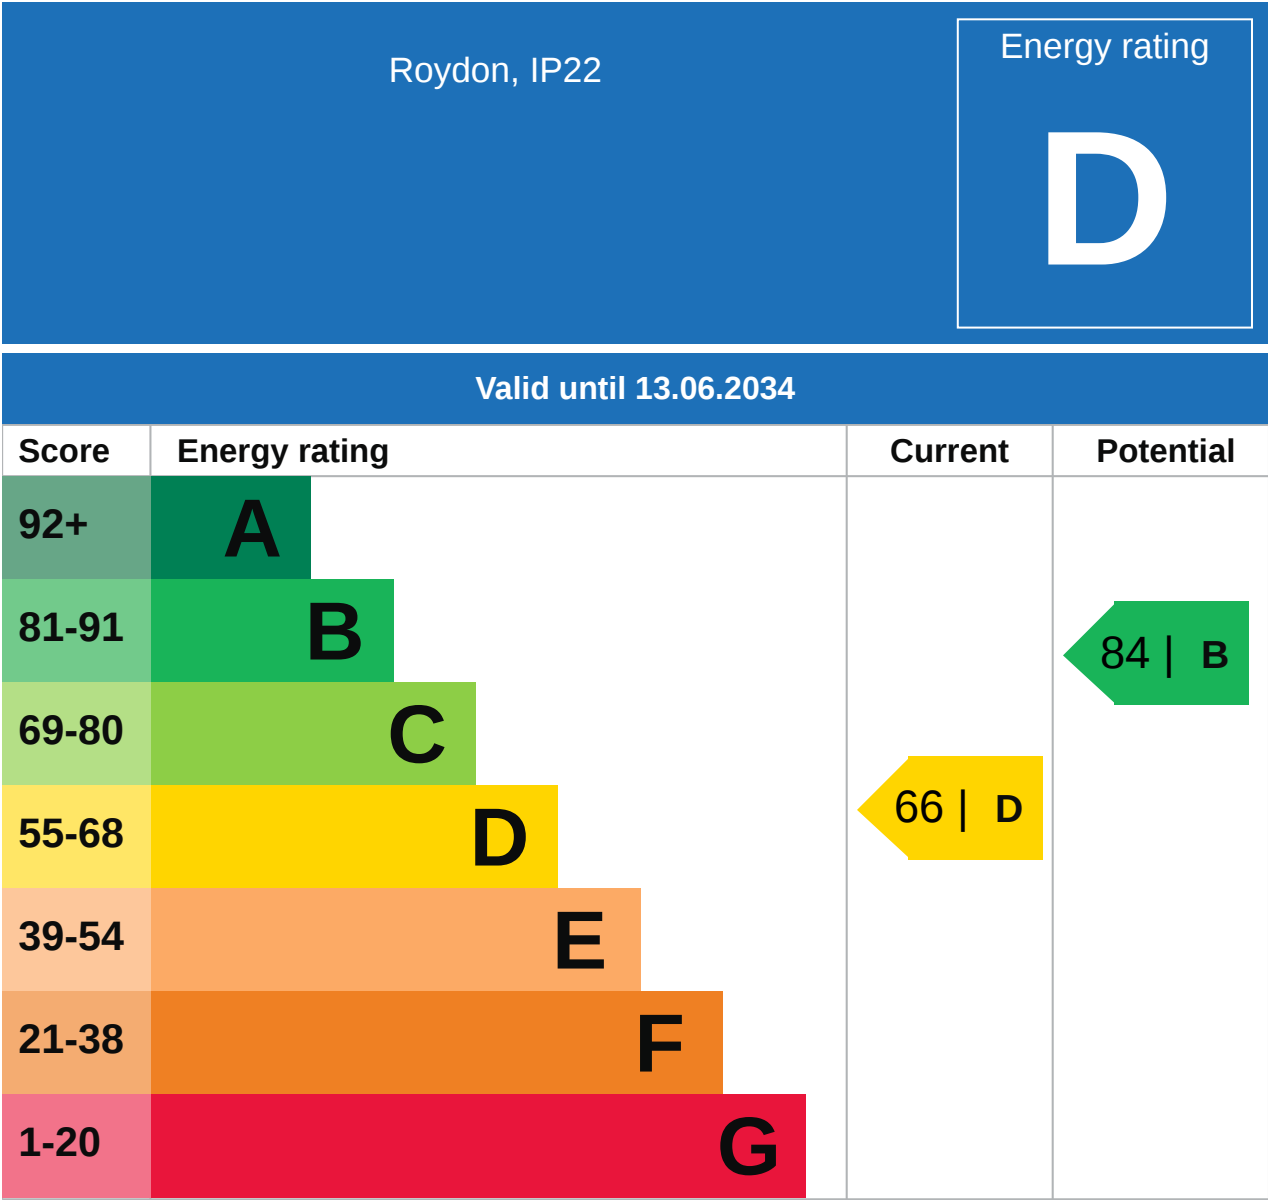 Roydon, IP22
Energy rating
D
Valid until 13.06.2034
Score Energy rating Current Potential
92+ A
81-91 B
84 | B
69-80 C
55-68 D
66 | D
39-54 E
21-38 F
1-20 G